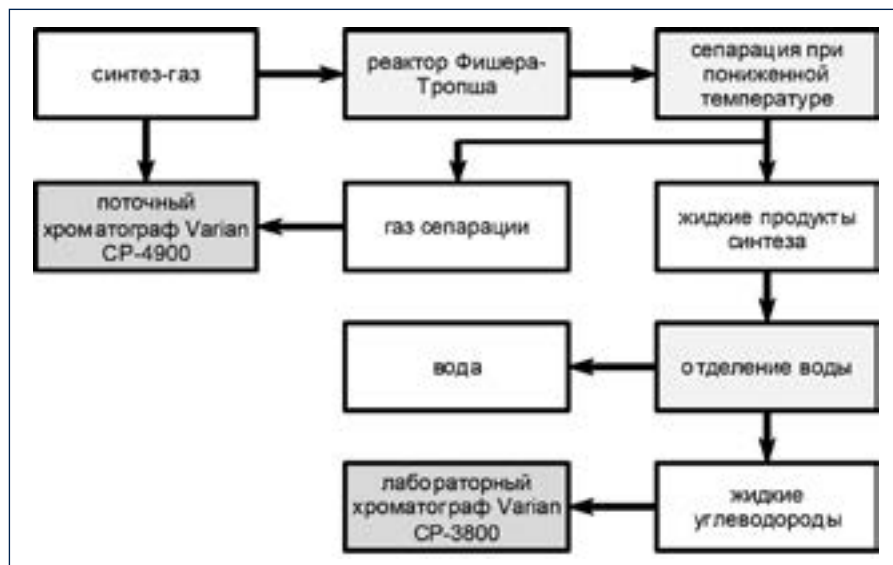 синтез-газ
реактор Фишера-
Тропша
сепарация при
пониженной
температуре
поточный
хроматограф Varian
CP-4900
газ сепарации
жидкие продукты
синтеза
вода
отделение воды
лабораторный
хроматограф Varian
CP-3800
жидкие
углеводороды